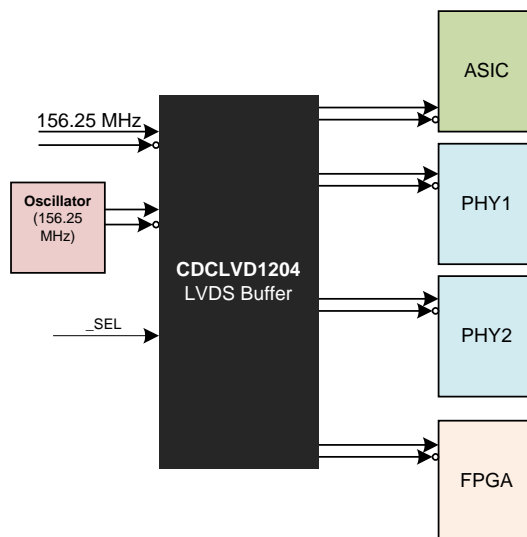 ASIC
156.25 MHz
Oscillator
(156.25
MHz)
PHY1
CDCLVD1204
LVDS Buffer
_SEL
PHY2
FPGA